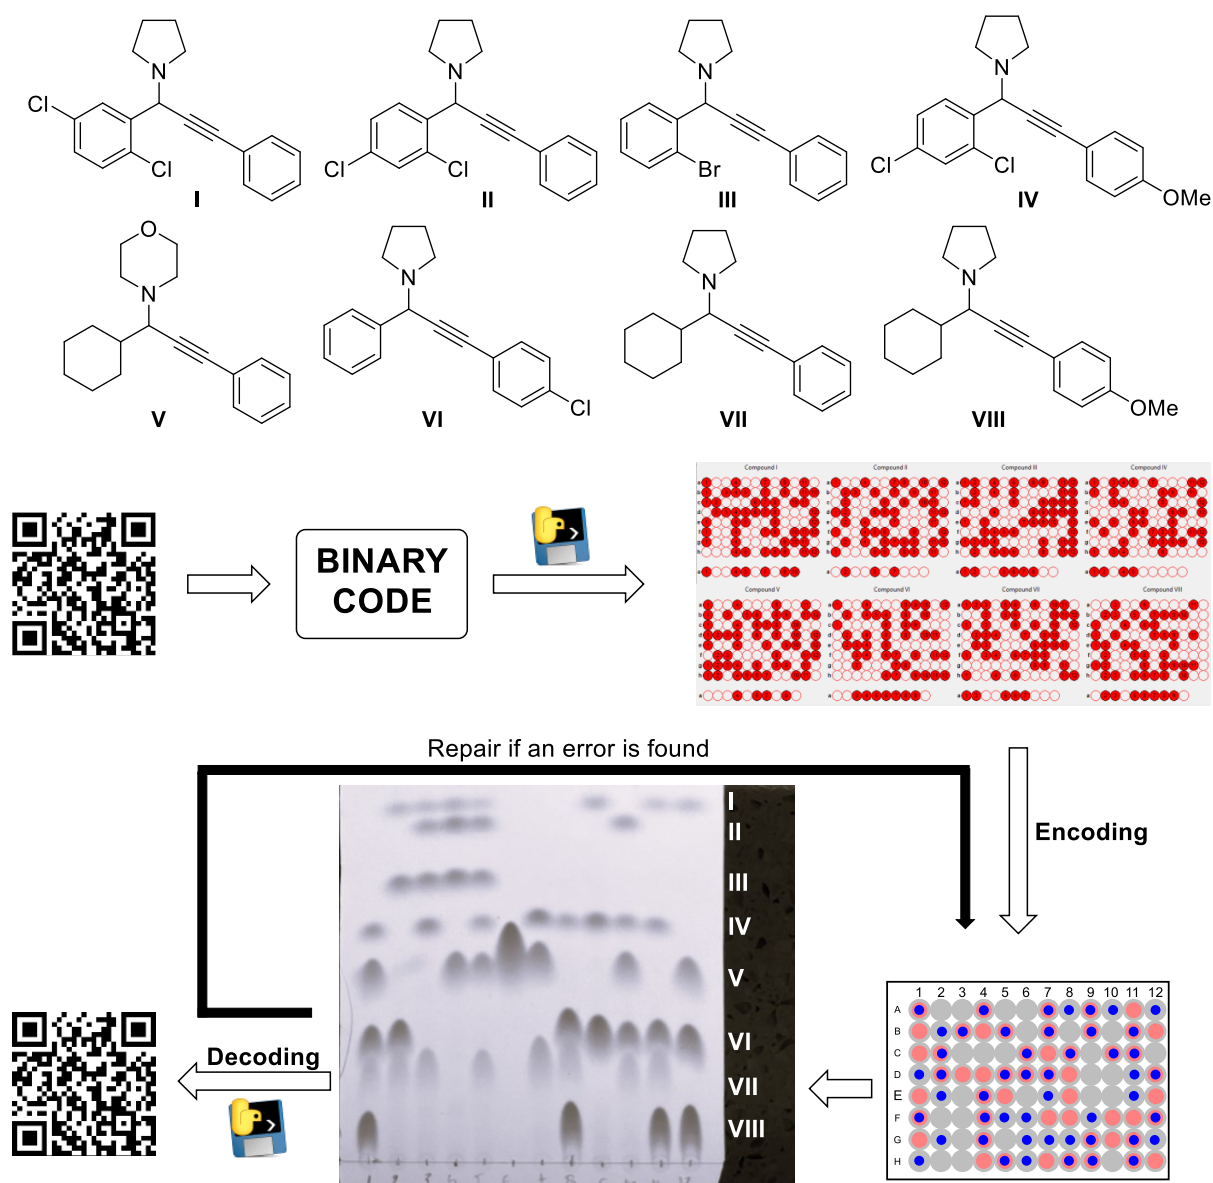 N
Cl
Cl
I
N
Cl
Cl
II
N
Br
III
N
Cl
Cl
OMe
IV
O
N
V
N
Cl
VI
N
VII
N
OMe
VIII
BINARY
CODE
Compound I
Compound II
Compound III
Compound IV
Compound V
Compound VI
Compound VII
Compound VIII
Repair if an error is found
Encoding
I
II
III
IV
V
VI
VII
VIII
Decoding
1 2 3 4 5 6 7 8 9 10 11 12
A
B
C
D
E
F
G
H